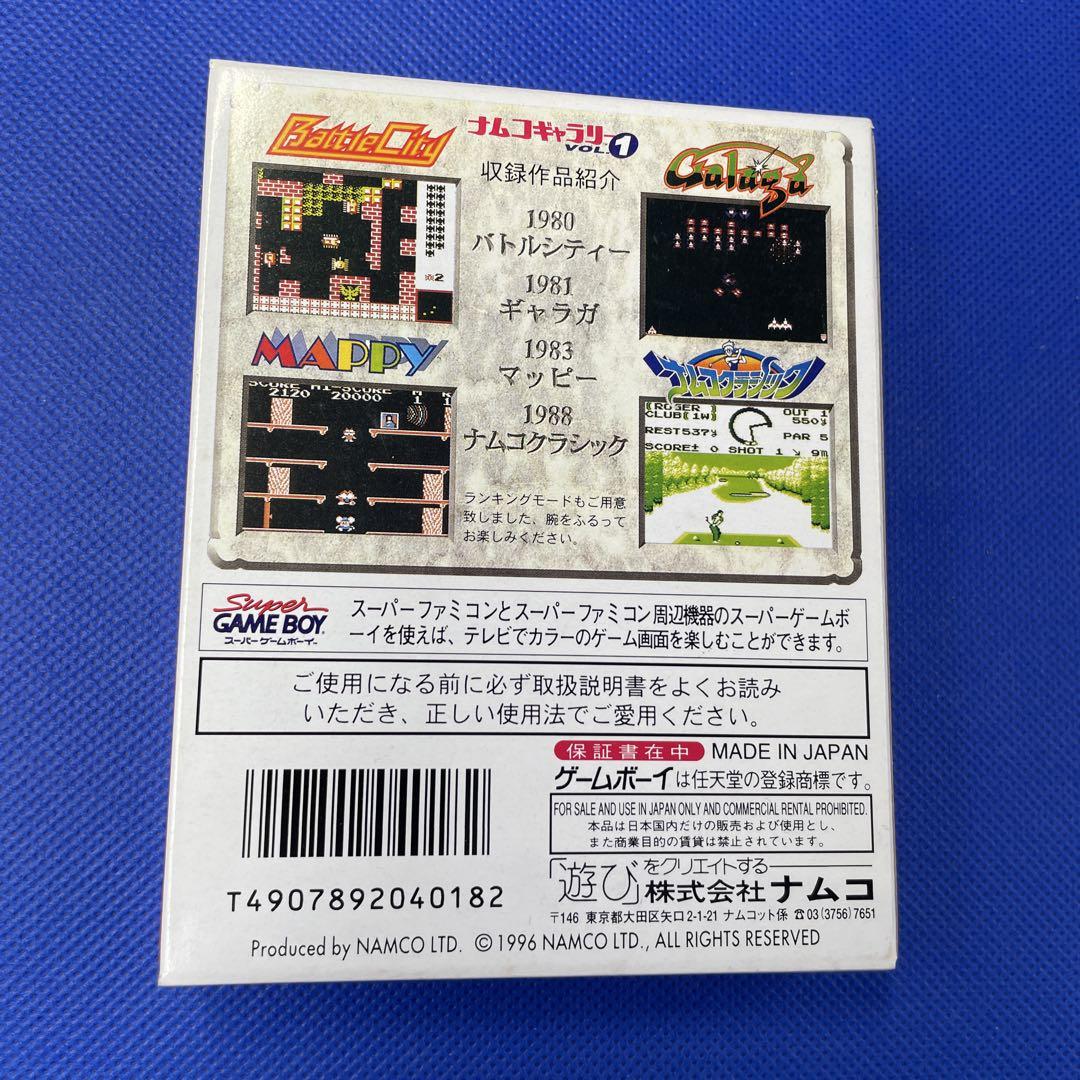 Battle City
ナムコギャラリー
VOL.1
Galaga
収録作品紹介
1980
バトルシティー
1981
ギャラガ
1983
マッピー
1988
ナムコクラシック
ランキングモードもご用意
致しました、腕をふるって
お楽しみください。
2
MAPPY
SCORE HI-SCORE
2120 20000 1 1
ナムコクラシック
(ROGER
CLUB(1W)
REST537y
SCORE± 0 SHOT 1 ↘ 9m
OUT 1
550y
PAR 5
Super
GAME BOY
スーパーゲームボーイ
スーパーファミコンとスーパーファミコン周辺機器のスーパーゲームボ
ーイを使えば、テレビでカラーのゲーム画面を楽しむことができます。
ご使用になる前に必ず取扱説明書をよくお読み
いただき、正しい使用法でご愛用ください。
保証書在中 MADE IN JAPAN
ゲームボーイは任天堂の登録商標です。
FOR SALE AND USE IN JAPAN ONLY AND COMMERCIAL RENTAL PROHIBITED.
本品は日本国内だけの販売および使用とし、
また商業目的の賃貸は禁止されています。
「遊び」をクリエイトする
株式会社ナムコ
〒146 東京都大田区矢口2-1-21 ナムコット係 ☎03(3756)7651
T4907892040182
Produced by NAMCO LTD. ©1996 NAMCO LTD., ALL RIGHTS RESERVED